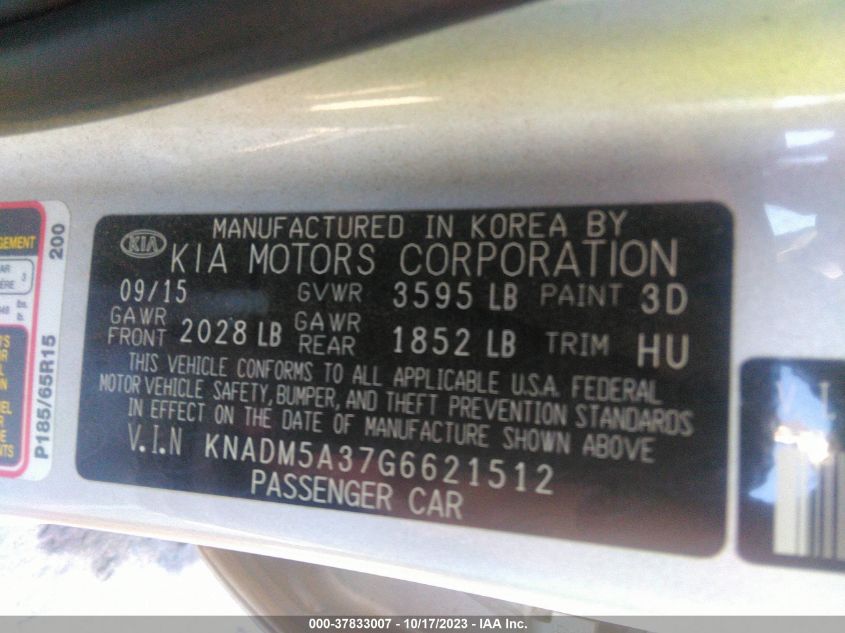 MANUFACTURED IN KOREA BY
KIA KIA MOTORS CORPORATION
09/15 GVWR 3595 LB PAINT 3D
GAWR FRONT 2028 LB GAWR REAR 1852 LB TRIM HU
THIS VEHICLE CONFORMS TO ALL APPLICABLE U.S.A. FEDERAL
MOTOR VEHICLE SAFETY, BUMPER, AND THEFT PREVENTION STANDARDS
IN EFFECT ON THE DATE OF MANUFACTURE SHOWN ABOVE
V.I.N KNADM5A37G6621512
PASSENGER CAR
P185/65R15 200
000-37833007 - 10/17/2023 - IAA Inc.